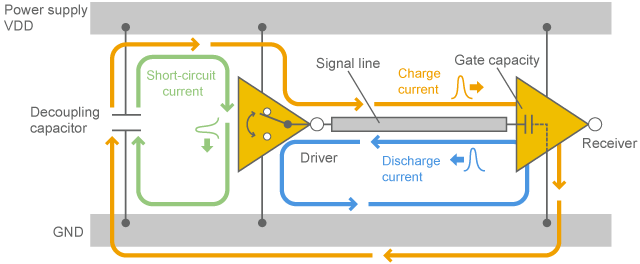 Power supply
VDD
Short-circuit
current
Signal line
Charge
current
Gate capacity
Decoupling
capacitor
Driver
Discharge
current
Receiver
GND